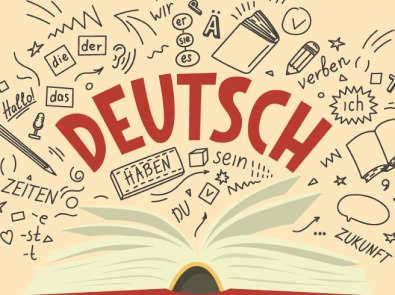 wir
er
sie
es
Ä
die
der
das
Hallo!
verben
ich
DEUTSCH
HABEN
sein
!!!!!
DU
ZEITEN
-e
-st
-t
...
ZUKUNFT